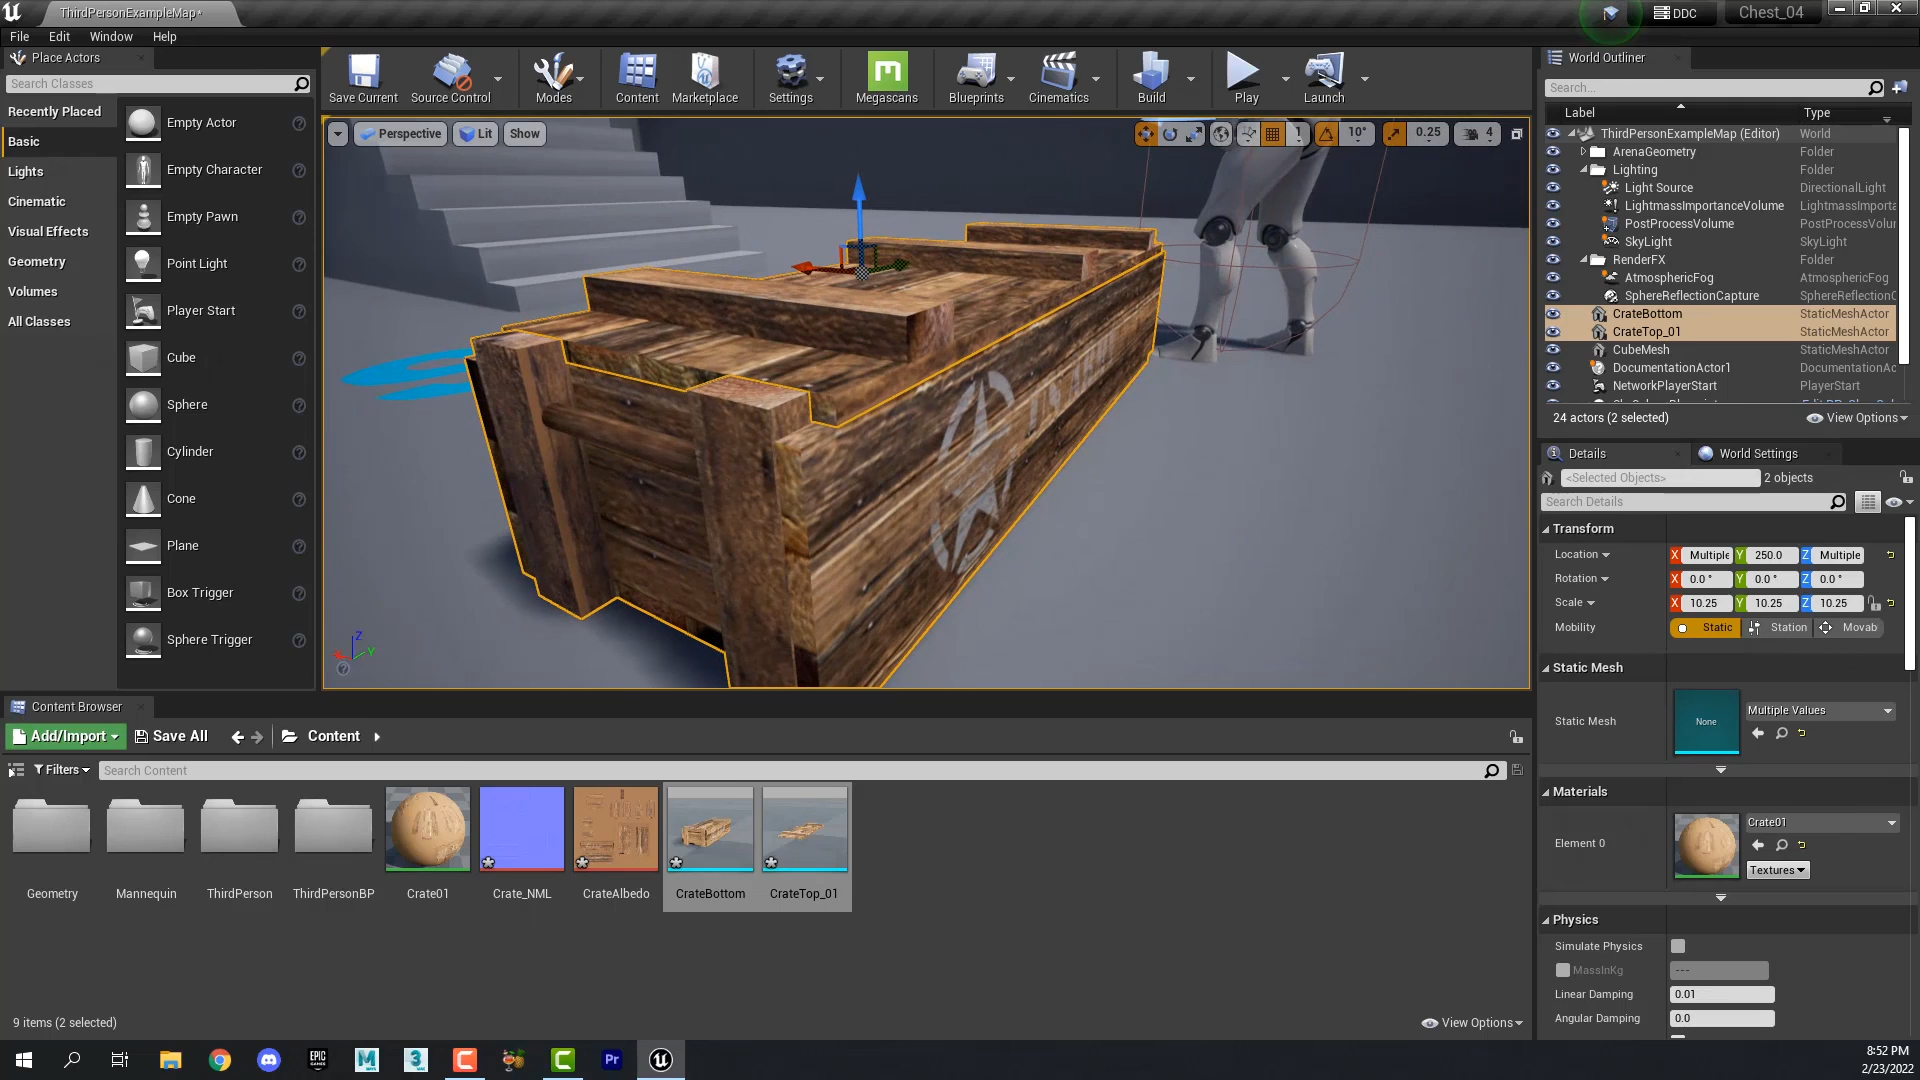 ThirdPersonExampleMap*
DDC
Chest_04
File
Edit
Window
Help
Place Actors
Search Classes
Recently Placed
Basic
Lights
Cinematic
Visual Effects
Geometry
Volumes
All Classes
Empty Actor
Empty Character
Empty Pawn
Point Light
Player Start
Cube
Sphere
Cylinder
Cone
Plane
Box Trigger
Sphere Trigger
Save Current
Source Control
Modes
Content
Marketplace
Settings
Megascans
Blueprints
Cinematics
Build
Play
Launch
Perspective
Lit
Show
1
10°
0.25
4
Z
Y
World Outliner
Search...
Label
Type
ThirdPersonExampleMap (Editor)
World
ArenaGeometry
Folder
Lighting
Folder
Light Source
DirectionalLight
LightmassImportanceVolume
LightmassImporta
PostProcessVolume
PostProcessVolur
SkyLight
SkyLight
RenderFX
Folder
AtmosphericFog
AtmosphericFog
SphereReflectionCapture
SphereReflectionC
CrateBottom
StaticMeshActor
CrateTop_01
StaticMeshActor
CubeMesh
StaticMeshActor
DocumentationActor1
DocumentationAc
NetworkPlayerStart
PlayerStart
24 actors (2 selected)
View Options
Details
World Settings
<Selected Objects>
2 objects
Search Details
Transform
Location
X Multiple Y 250.0 Z Multiple
Rotation
X 0.0 ° Y 0.0 ° Z 0.0 °
Scale
X 10.25 Y 10.25 Z 10.25
Mobility
Static
Station
Movab
Static Mesh
Static Mesh
None
Multiple Values
Materials
Element 0
Crate01
Textures
Physics
Simulate Physics
MassInKg
---
Linear Damping
0.01
Angular Damping
0.0
Content Browser
Add/Import
Save All
Content
Filters
Search Content
Geometry
Mannequin
ThirdPerson
ThirdPersonBP
Crate01
Crate_NML
CrateAlbedo
CrateBottom
CrateTop_01
9 items (2 selected)
View Options
EPIC
GAMES
M
3
Pr
8:52 PM
2/23/2022